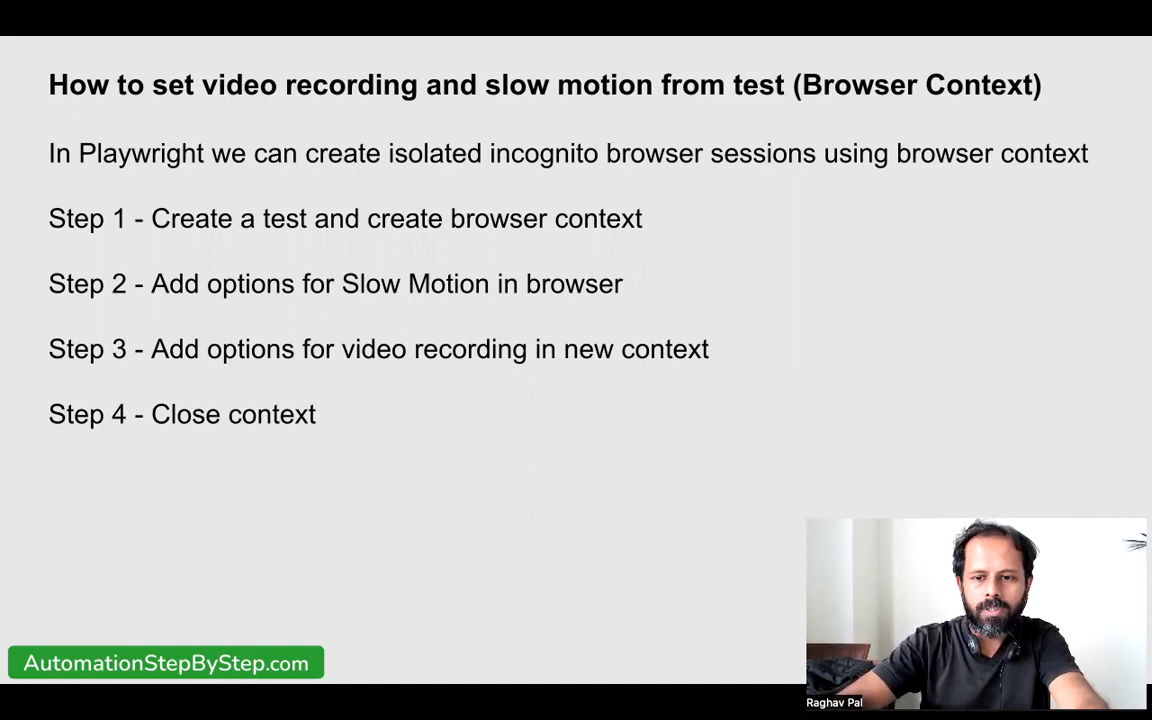 How to set video recording and slow motion from test (Browser Context)
In Playwright we can create isolated incognito browser sessions using browser context
Step 1 - Create a test and create browser context
Step 2 - Add options for Slow Motion in browser
Step 3 - Add options for video recording in new context
Step 4 - Close context
AutomationStepByStep.com
Raghav Pal